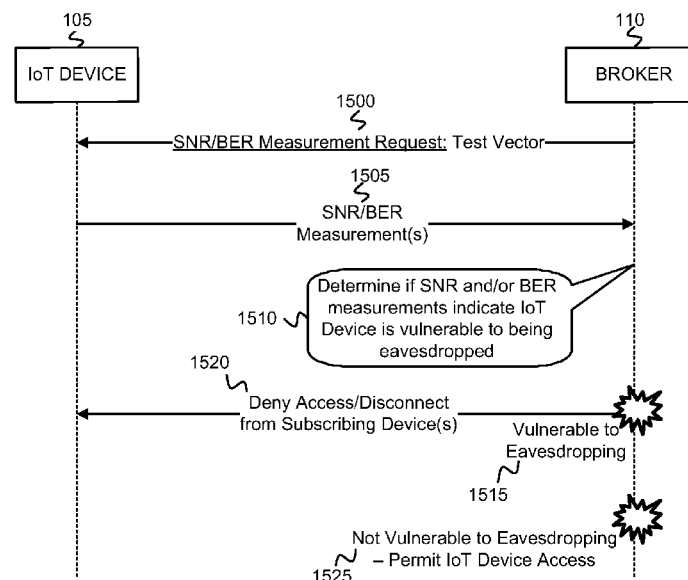 105
110
IoT DEVICE
BROKER
1500
SNR/BER Measurement Request: Test Vector
1505
SNR/BER
Measurement(s)
Determine if SNR and/or BER
measurements indicate IoT
Device is vulnerable to being
eavesdropped
1510
1520
Deny Access/Disconnect
from Subscribing Device(s)
Vulnerable to
Eavesdropping
1515
Not Vulnerable to Eavesdropping
– Permit IoT Device Access
1525